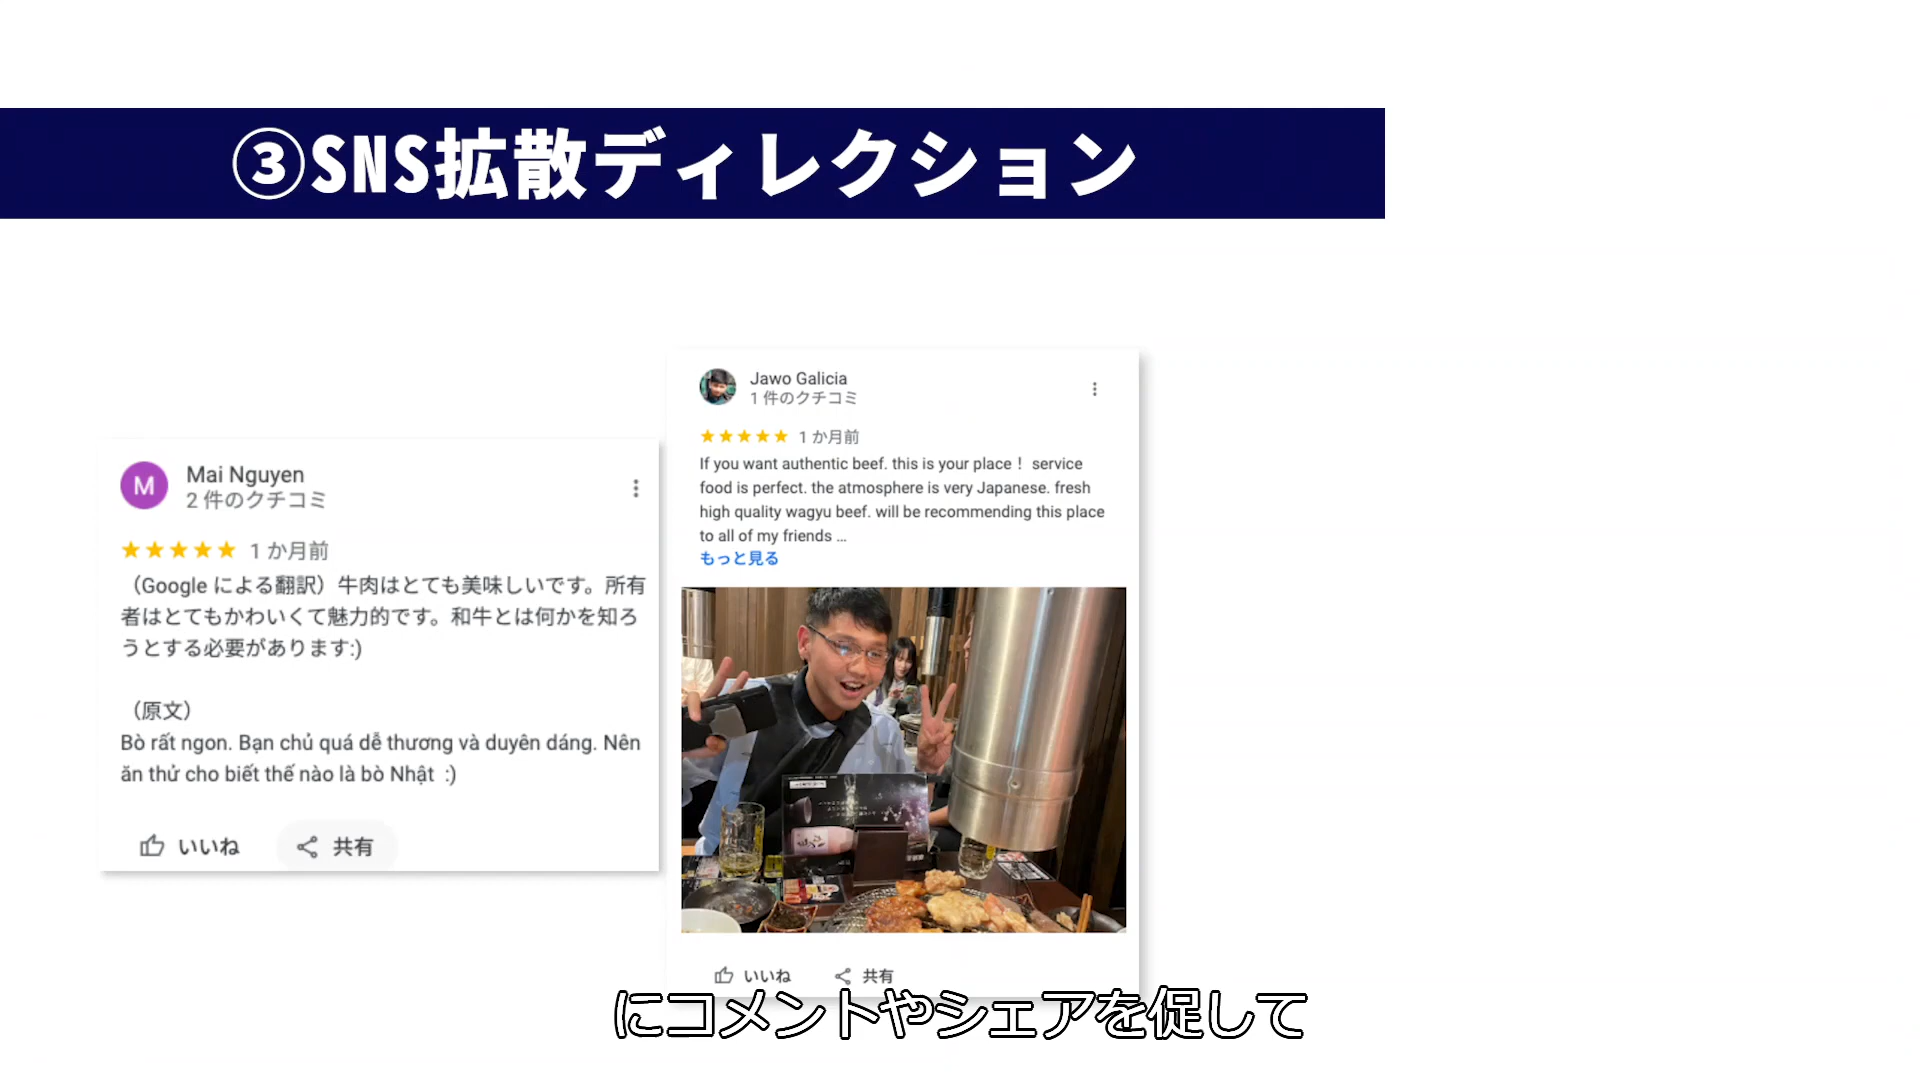 ③SNS拡散ディレクション
M
Mai Nguyen
2 件のクチコミ
1 か月前
（Google による翻訳）牛肉はとても美味しいです。所有
者はとてもかわいくて魅力的です。和牛とは何かを知ろ
うとする必要があります:)
（原文）
Bò rất ngon. Bạn chủ quá dễ thương và duyên dáng. Nên
ăn thử cho biết thế nào là bò Nhật :)
いいね
共有
Jawo Galicia
1 件のクチコミ
1 か月前
If you want authentic beef. this is your place！ service
food is perfect. the atmosphere is very Japanese. fresh
high quality wagyu beef. will be recommending this place
to all of my friends ...
もっと見る
いいね
共有
にコメントやシェアを促して